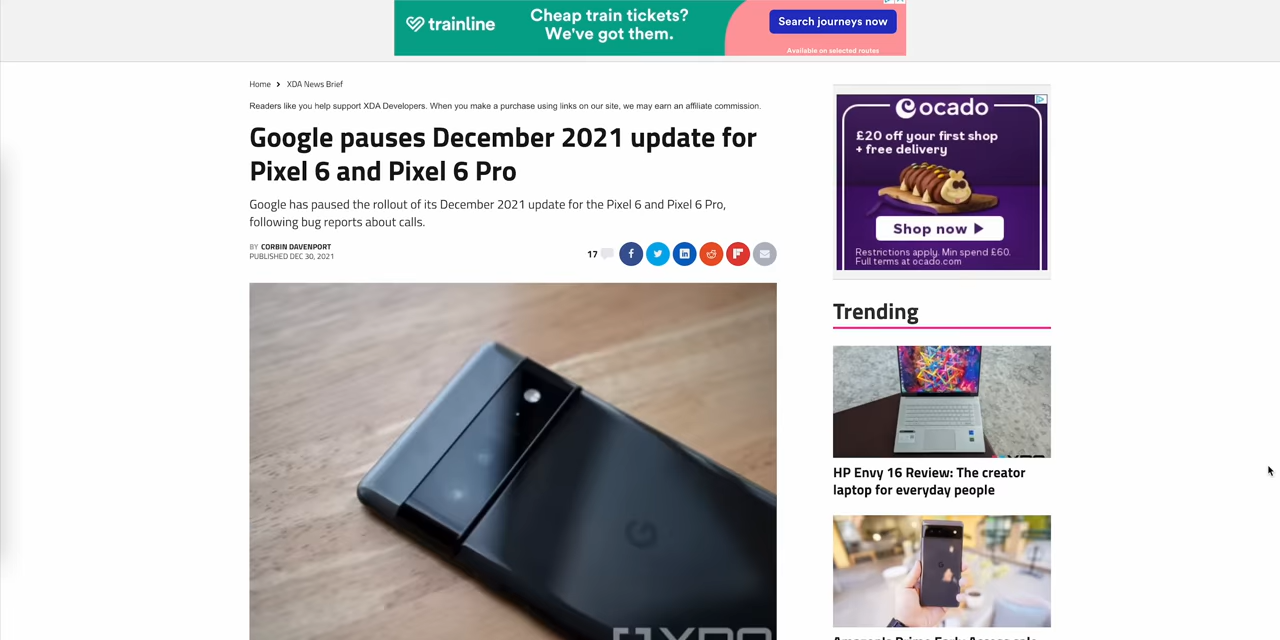 trainline
Cheap train tickets?
We've got them.
Search journeys now
Available on selected routes
Home > XDA News Brief
Readers like you help support XDA Developers. When you make a purchase using links on our site, we may earn an affiliate commission.
Google pauses December 2021 update for
Pixel 6 and Pixel 6 Pro
Google has paused the rollout of its December 2021 update for the Pixel 6 and Pixel 6 Pro,
following bug reports about calls.
BY CORBIN DAVENPORT
PUBLISHED DEC 30, 2021
17
ocado
£20 off your first shop
+ free delivery
Shop now
Restrictions apply. Min spend £60.
Full terms at ocado.com
Trending
HP Envy 16 Review: The creator
laptop for everyday people